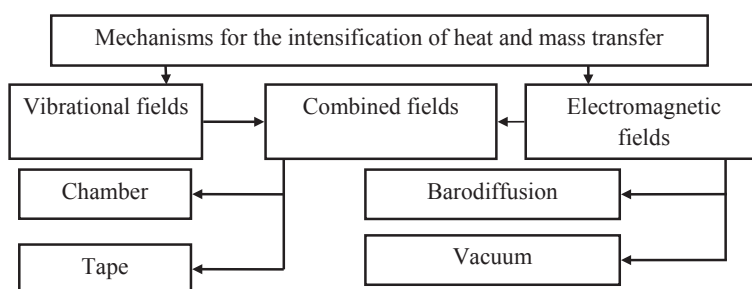 Mechanisms for the intensification of heat and mass transfer
Vibrational fields
Combined fields
Electromagnetic
fields
Chamber
Barodiffusion
Tape
Vacuum